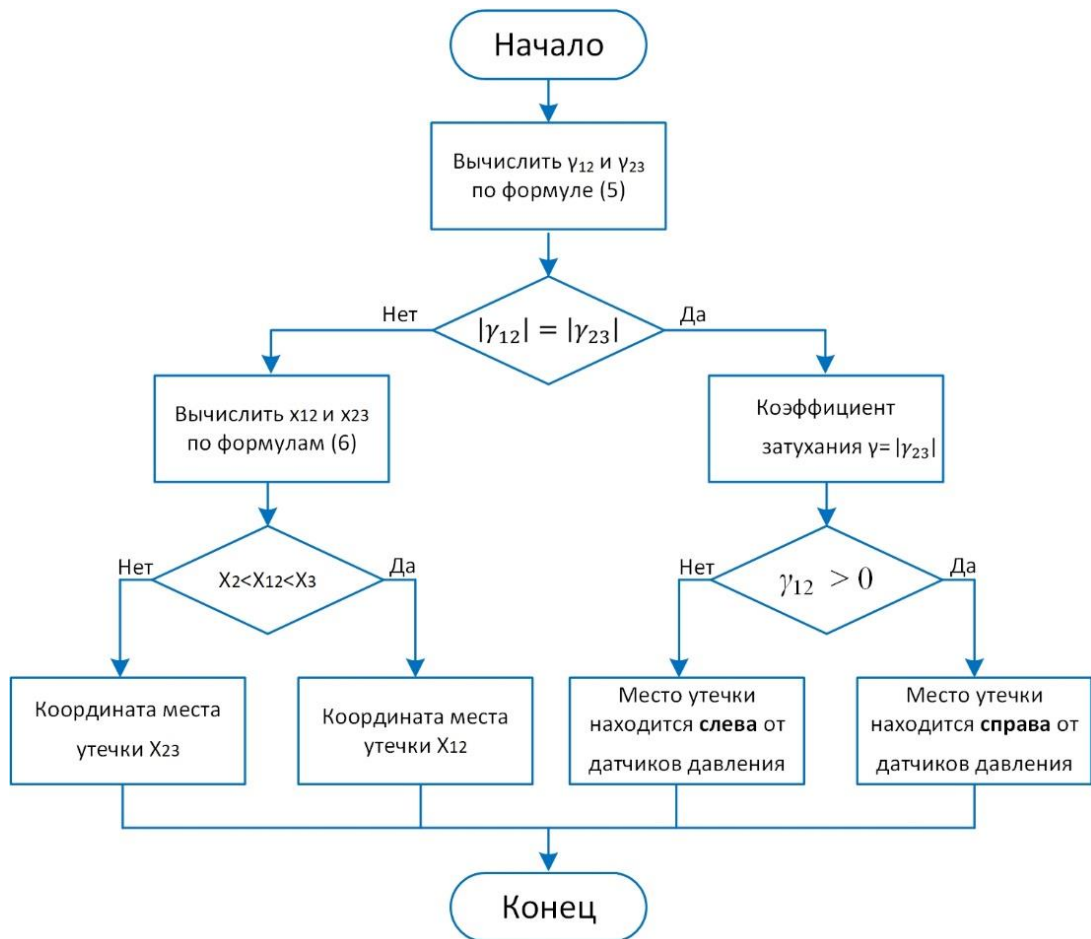 Начало
Вычислить γ₁₂ и γ₂₃
по формуле (5)
Нет
|γ₁₂| = |γ₂₃|
Да
Вычислить x12 и x23
по формулам (6)
Коэффициент
затухания γ= |γ₂₃|
Нет
X2<X12<X3
Да
Нет
γ₁₂ > 0
Да
Координата места
утечки X23
Координата места
утечки X12
Место утечки
находится слева от
датчиков давления
Место утечки
находится справа от
датчиков давления
Конец